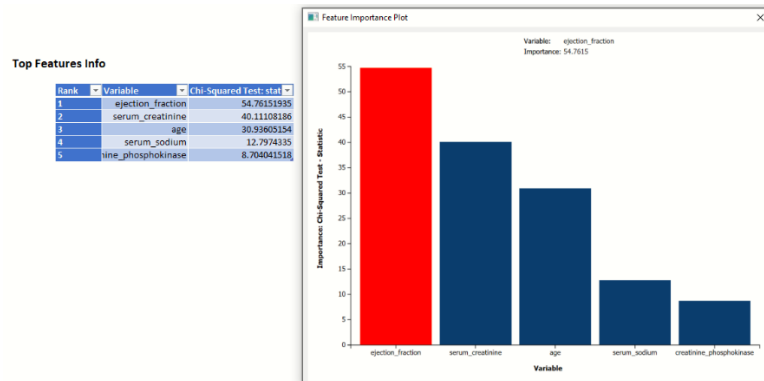 Top Features Info
Rank Variable Chi-Squared Test: stat
1 ejection_fraction 54.76151935
2 serum_creatinine 40.11108186
3 age 30.93605154
4 serum_sodium 12.7974335
5 nine_phosphokinase 8.704041518
Feature Importance Plot
Variable: ejection_fraction
Importance: 54.7615
Importance: Chi-Squared Test - Statistic
55
50
45
40
35
30
25
20
15
10
5
0
ejection_fraction serum_creatinine age serum_sodium creatinine_phosphokinase
Variable